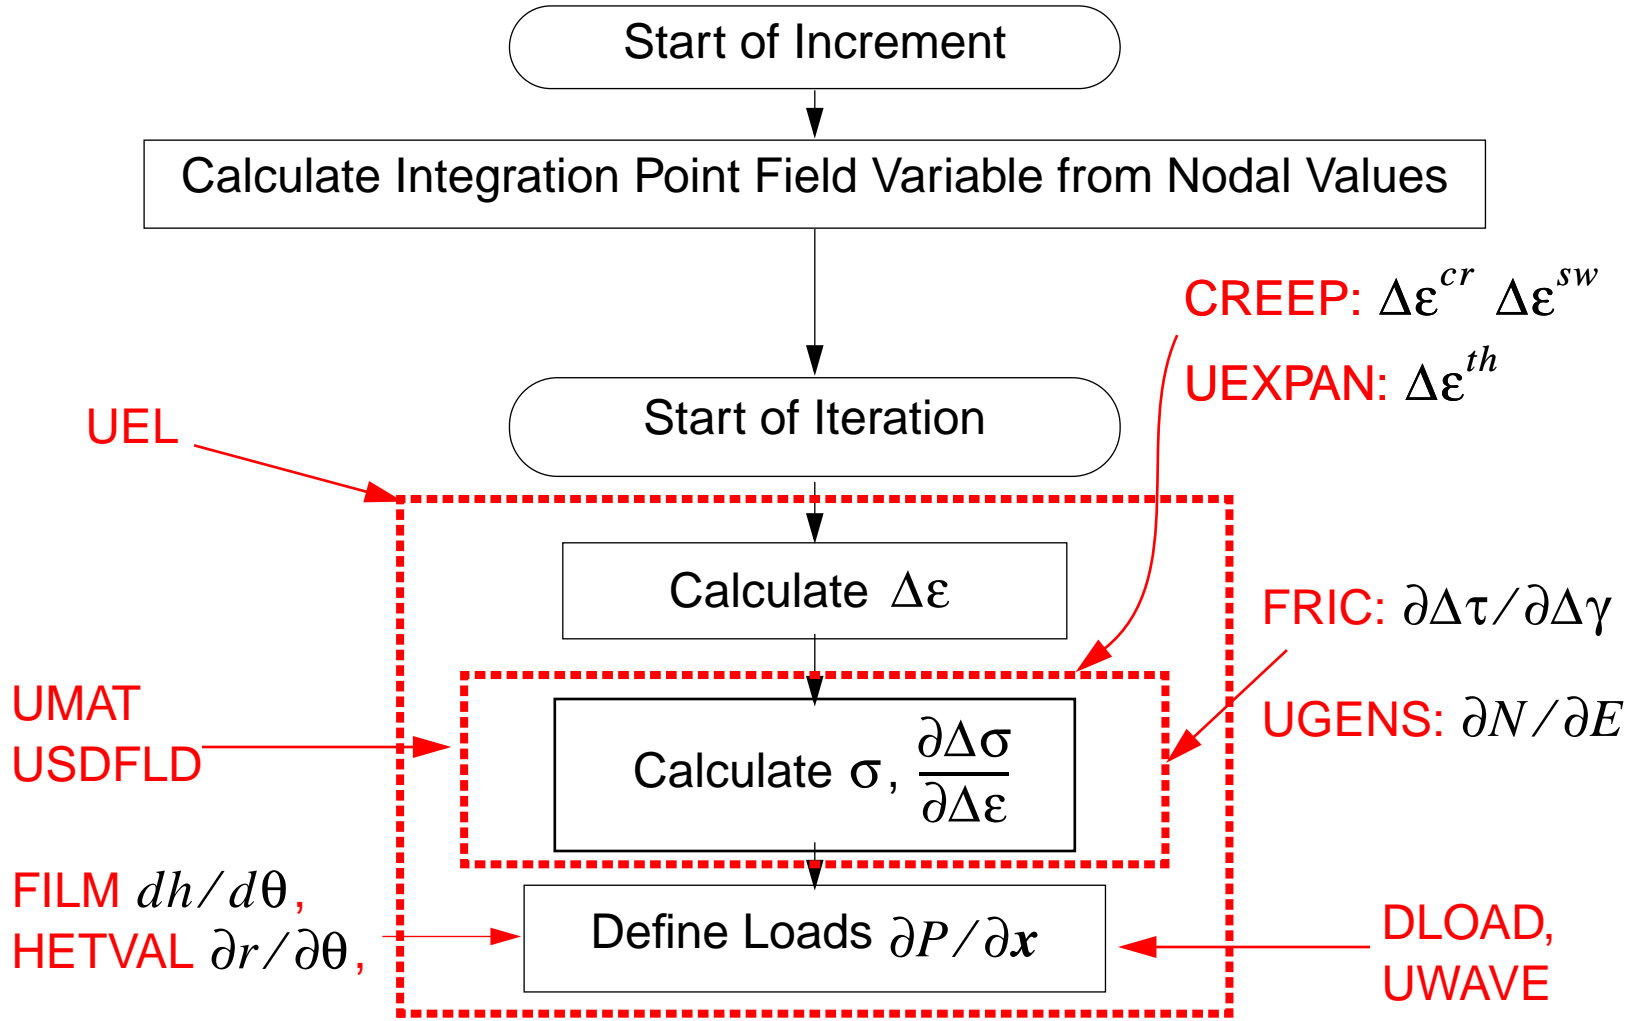 Start of Increment
Calculate Integration Point Field Variable from Nodal Values
CREEP: Δε^{cr} Δε^{sw}
UEXPAN: Δε^{th}
Start of Iteration
UEL
Calculate Δε
FRIC: ∂Δτ/∂Δγ
UGENS: ∂N/∂E
UMAT
USDFLD
Calculate σ, ∂Δσ/∂Δε
FILM dh/dθ,
HETVAL ∂r/∂θ,
Define Loads ∂P/∂x
DLOAD,
UWAVE